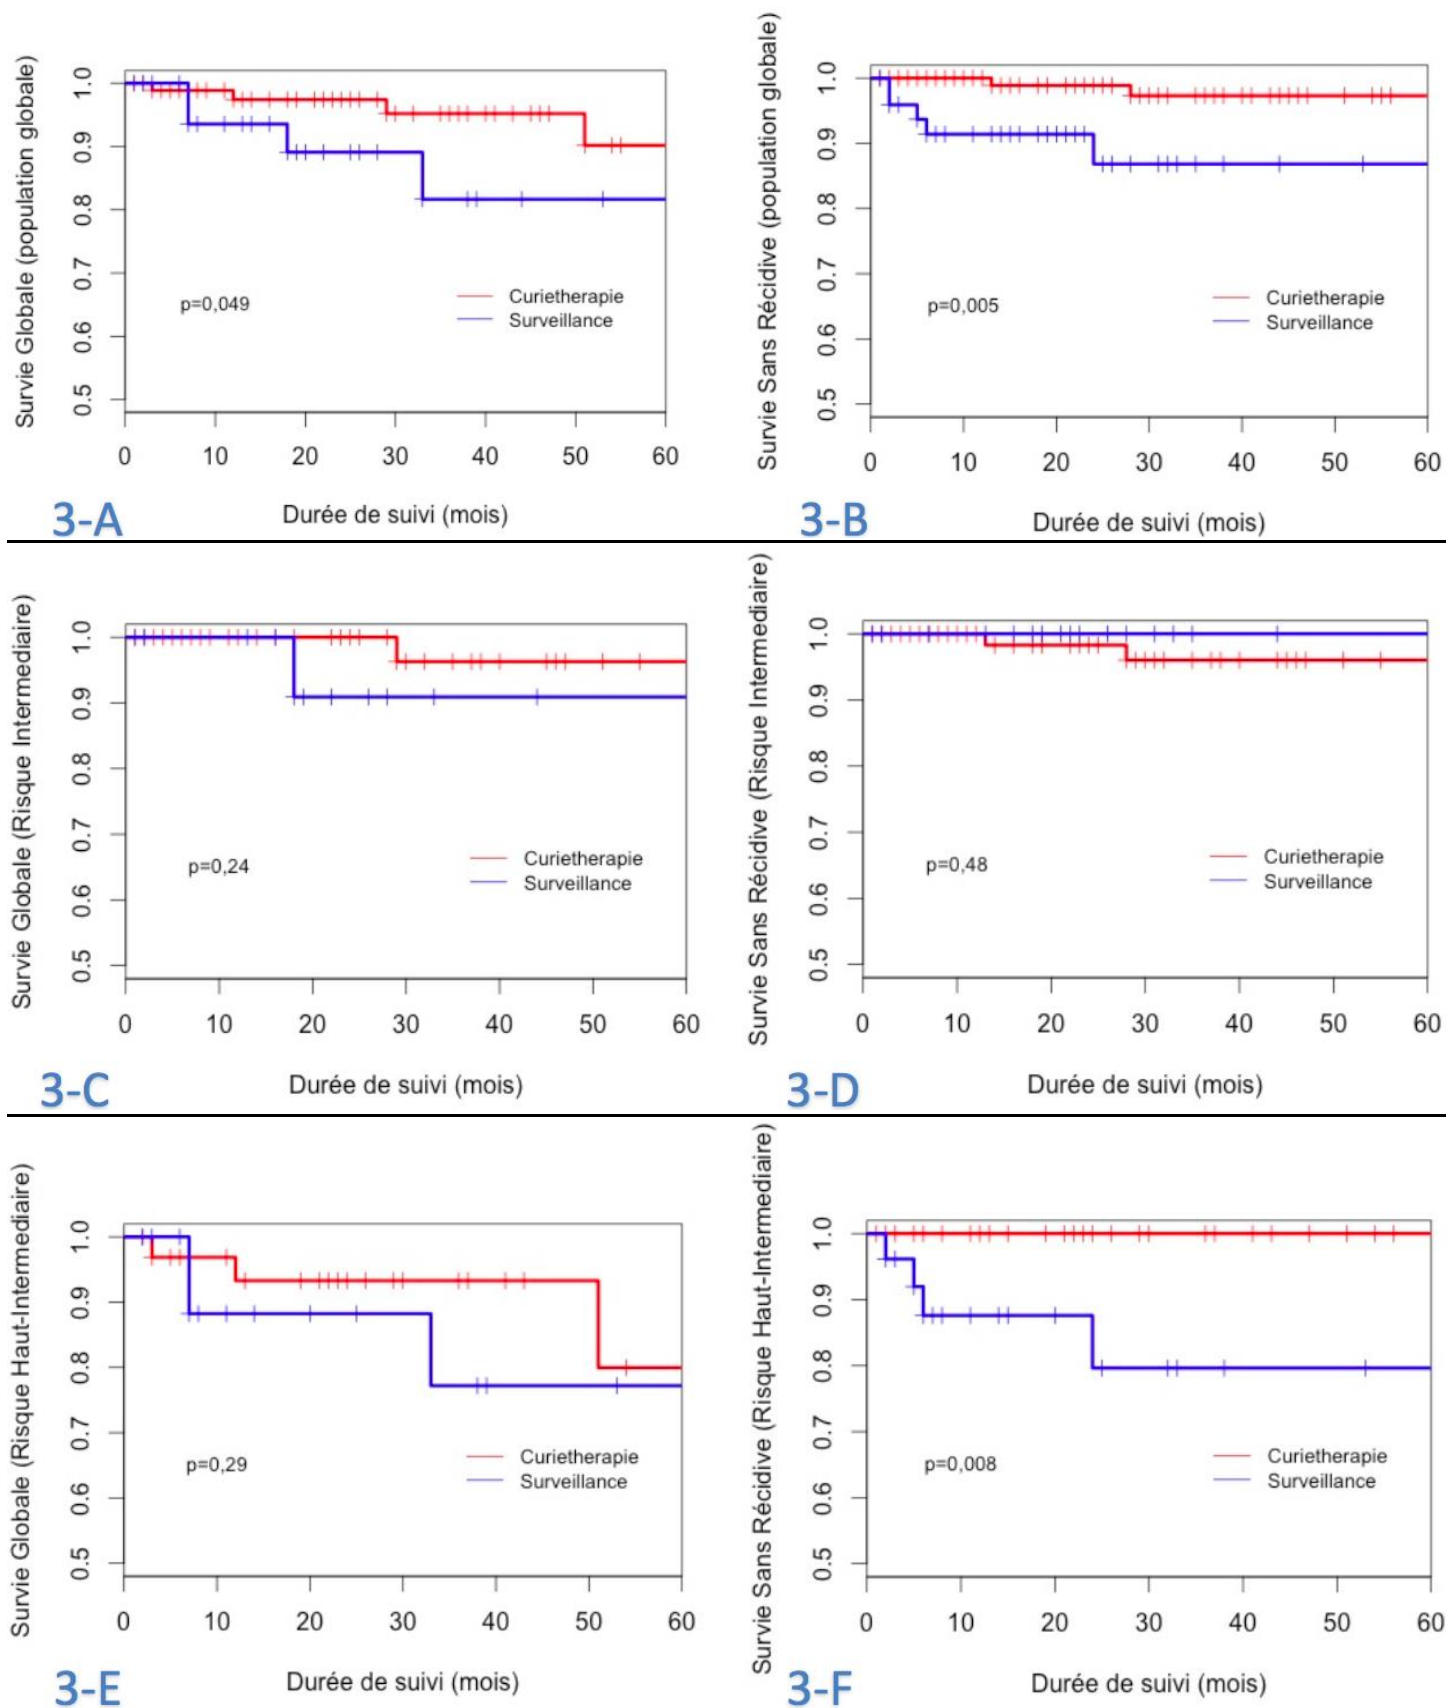 Survie Globale (population globale)
1.0
0.9
0.8
0.7
0.6
0.5
p=0,049
Curietherapie
Surveillance
0 10 20 30 40 50 60
Durée de suivi (mois)
3-A
Survie Sans Récidive (population globale)
1.0
0.9
0.8
0.7
0.6
0.5
p=0,005
Curietherapie
Surveillance
0 10 20 30 40 50 60
Durée de suivi (mois)
3-B
Survie Globale (Risque Intermediaire)
1.0
0.9
0.8
0.7
0.6
0.5
p=0,24
Curietherapie
Surveillance
0 10 20 30 40 50 60
Durée de suivi (mois)
3-C
Survie Sans Récidive (Risque Intermediaire)
1.0
0.9
0.8
0.7
0.6
0.5
p=0,48
Curietherapie
Surveillance
0 10 20 30 40 50 60
Durée de suivi (mois)
3-D
Survie Globale (Risque Haut-Intermediaire)
1.0
0.9
0.8
0.7
0.6
0.5
p=0,29
Curietherapie
Surveillance
0 10 20 30 40 50 60
Durée de suivi (mois)
3-E
Survie Sans Récidive (Risque Haut-Intermediaire)
1.0
0.9
0.8
0.7
0.6
0.5
p=0,008
Curietherapie
Surveillance
0 10 20 30 40 50 60
Durée de suivi (mois)
3-F